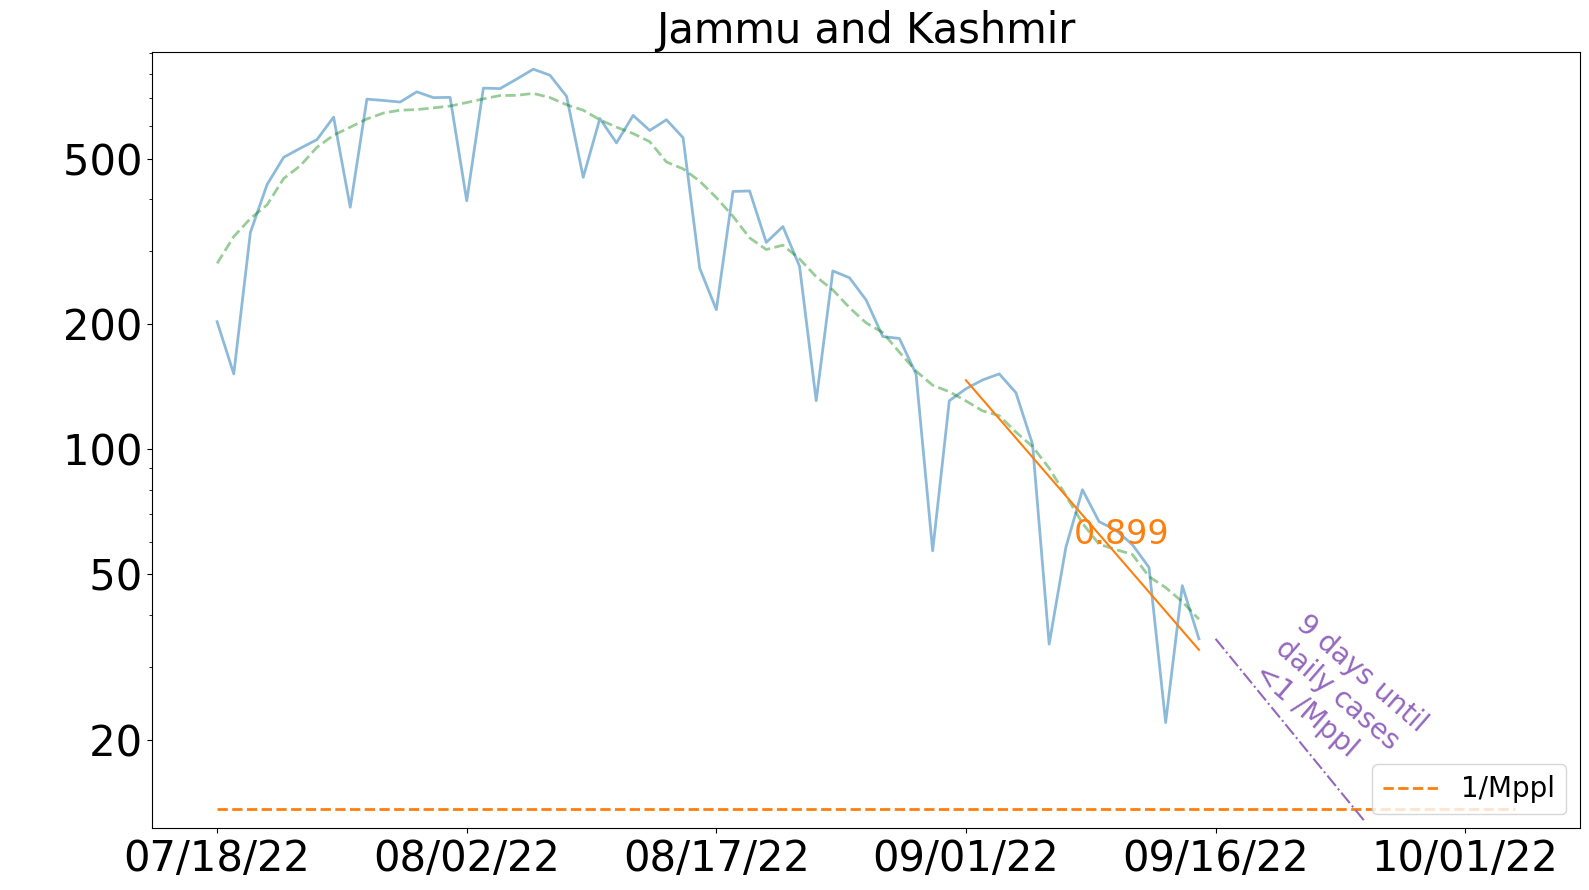 Jammu and Kashmir
500
200
100
50
20
0.899
9 days until
daily cases
<1 /Mppl
1/Mppl
07/18/22
08/02/22
08/17/22
09/01/22
09/16/22
10/01/22